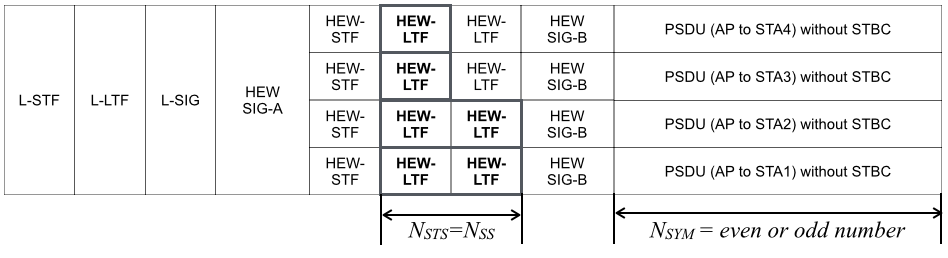 L-STF
L-LTF
L-SIG
HEW
SIG-A
HEW-
STF
HEW-
LTF
HEW-
LTF
HEW
SIG-B
PSDU (AP to STA4) without STBC
HEW-
STF
HEW-
LTF
HEW-
LTF
HEW
SIG-B
PSDU (AP to STA3) without STBC
HEW-
STF
HEW-
LTF
HEW-
LTF
HEW
SIG-B
PSDU (AP to STA2) without STBC
HEW-
STF
HEW-
LTF
HEW-
LTF
HEW
SIG-B
PSDU (AP to STA1) without STBC
NSTS=NSS
NSYM = even or odd number